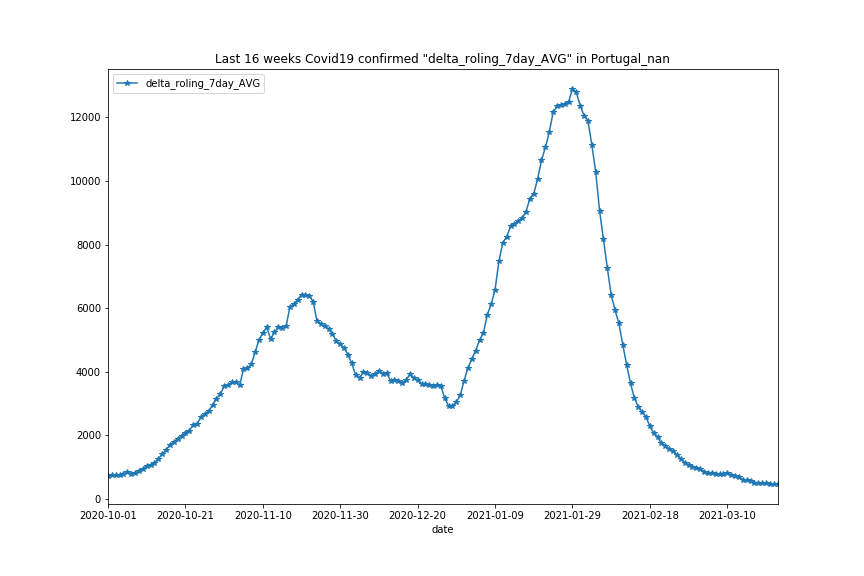 Last 16 weeks Covid19 confirmed "delta_roling_7day_AVG" in Portugal_nan
delta_roling_7day_AVG
12000
10000
8000
6000
4000
2000
0
2020-10-01 2020-10-21 2020-11-10 2020-11-30 2020-12-20 2021-01-09 2021-01-29 2021-02-18 2021-03-10
date